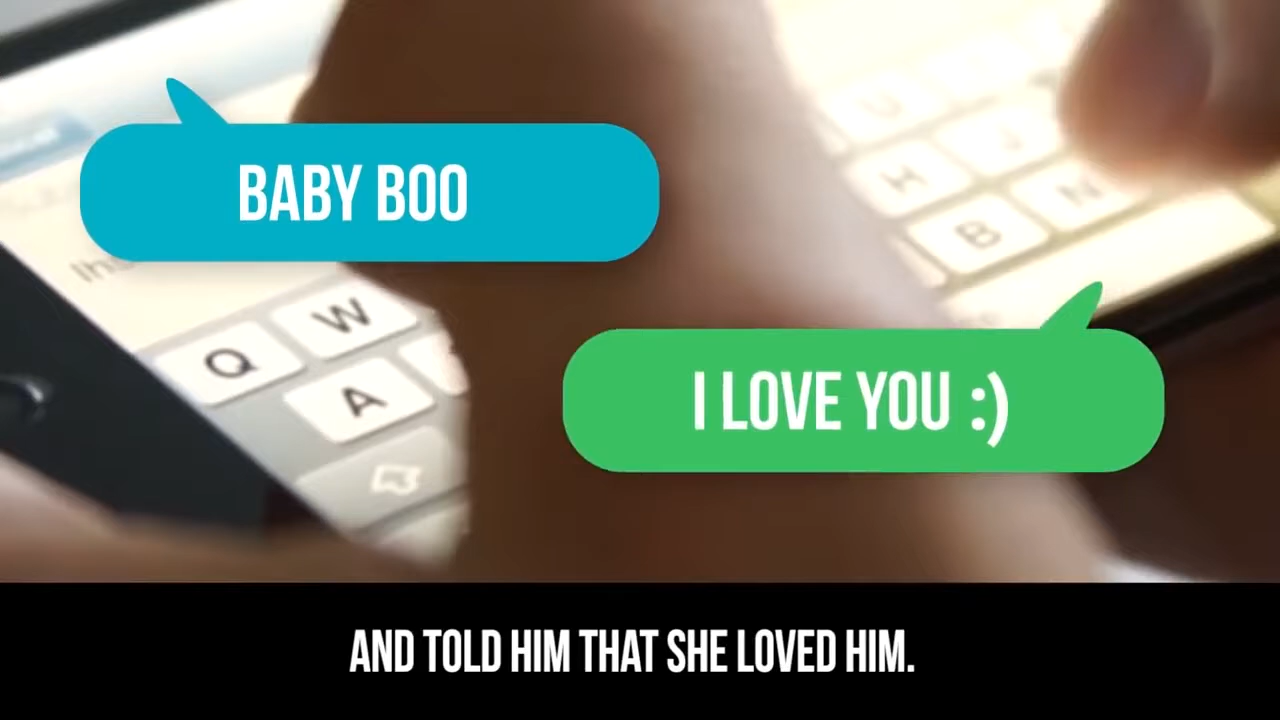 BABY BOO
I LOVE YOU :)
Q W
A
H
B N
AND TOLD HIM THAT SHE LOVED HIM.